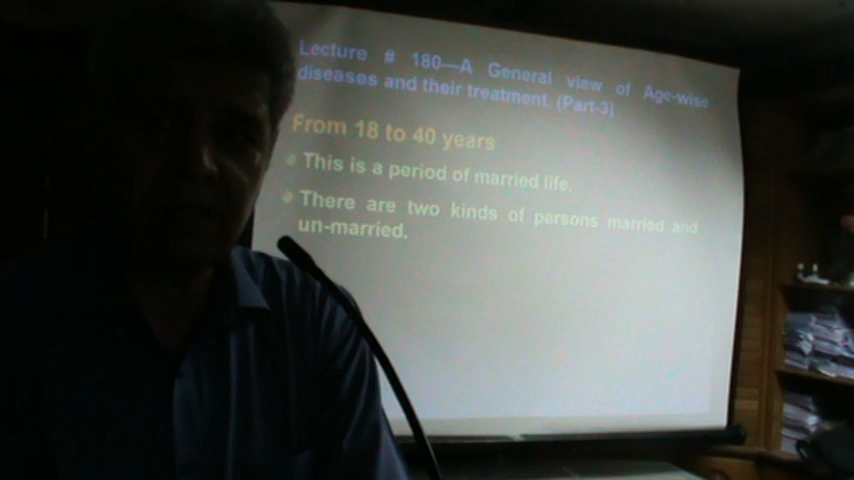 Lecture # 180—A General view of Age-wise
diseases and their treatment. (Part-3)
From 18 to 40 years
This is a period of married life.
There are two kinds of persons married and
un-married.